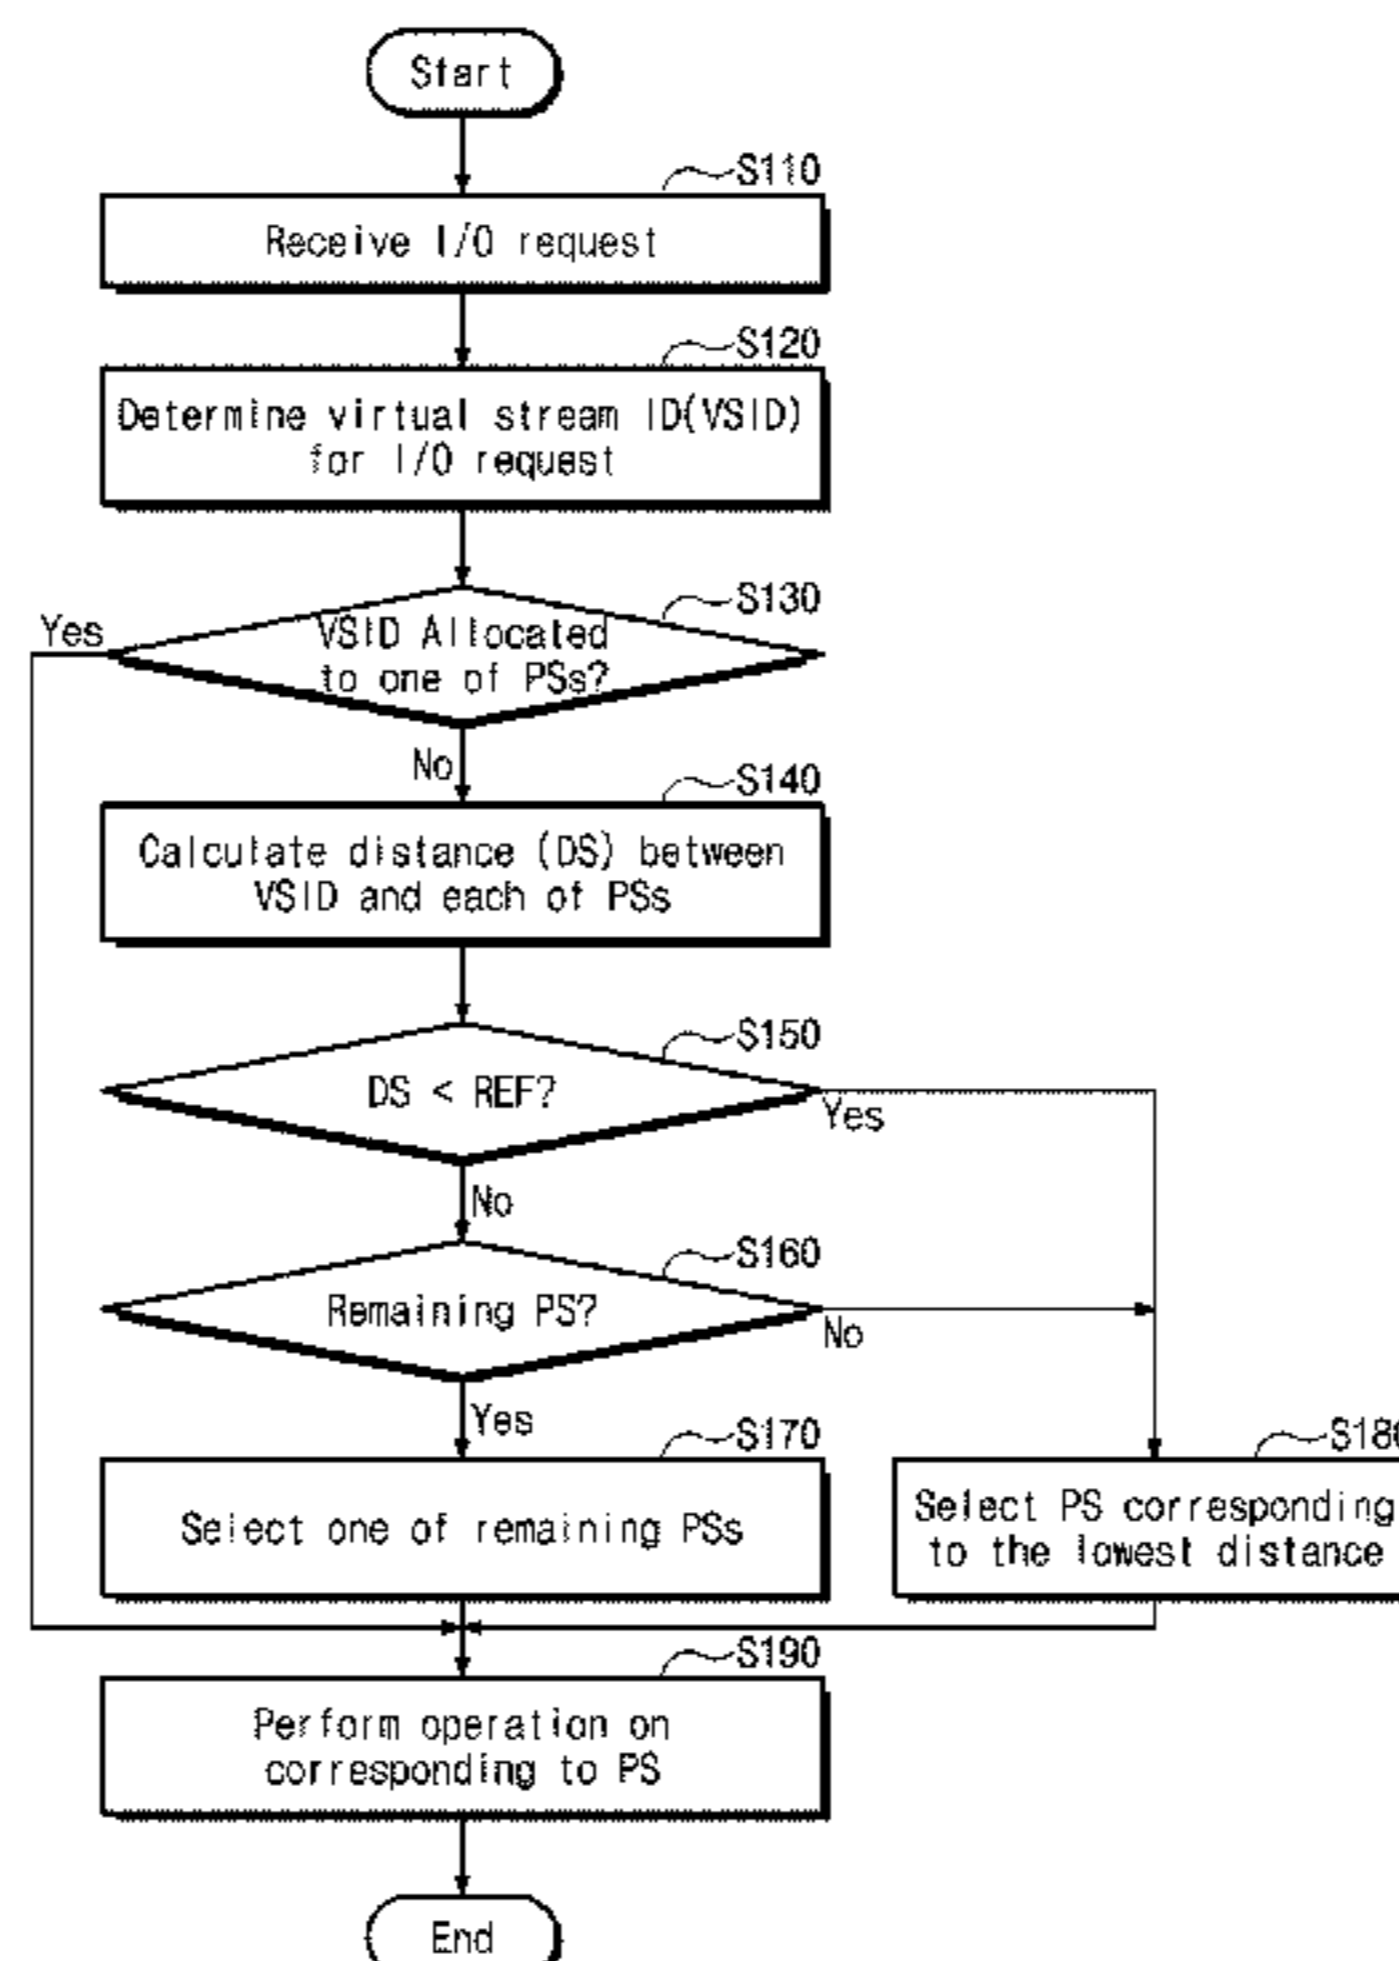 Start
S110
Receive I/O request
S120
Determine virtual stream ID(VSID)
for I/O request
S130
Yes
VSID Allocated
to one of PSs?
No
S140
Calculate distance (DS) between
VSID and each of PSs
S150
DS < REF?
Yes
No
S160
Remaining PS?
No
Yes
S170
Select one of remaining PSs
S180
Select PS corresponding
to the lowest distance
S190
Perform operation on
corresponding to PS
End